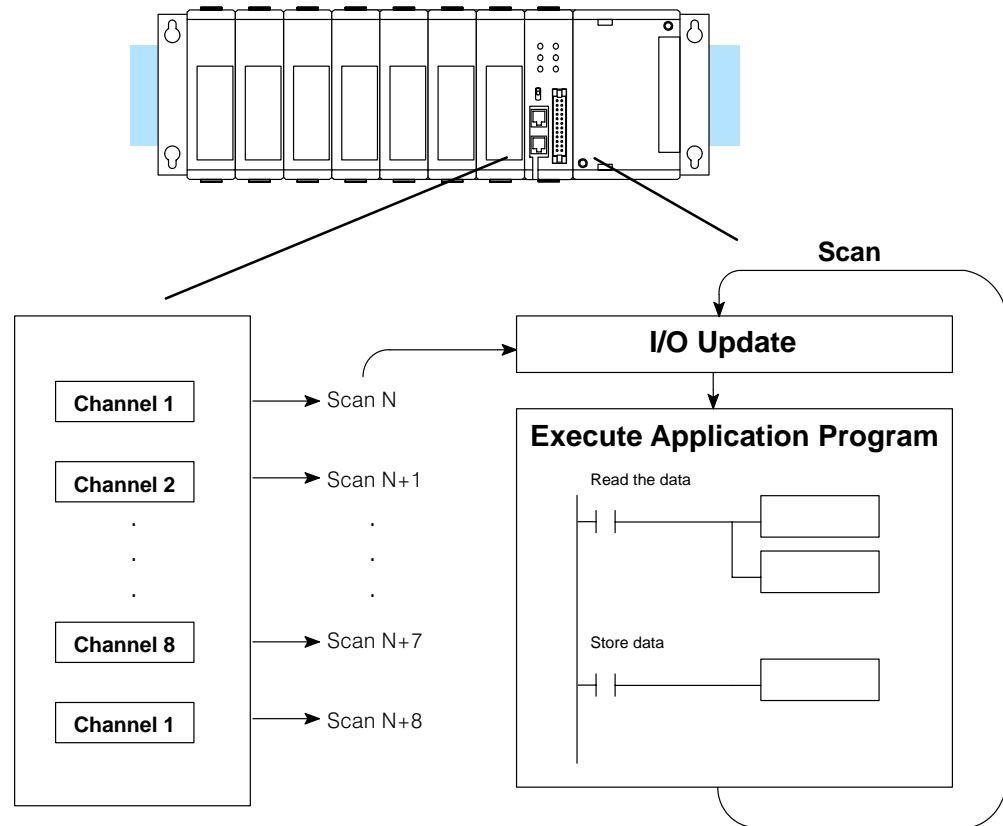 Scan
I/O Update
Channel 1
Scan N
Execute Application Program
Read the data
Channel 2
Scan N+1
.
.
.
.
.
.
Channel 8
Scan N+7
Store data
Channel 1
Scan N+8